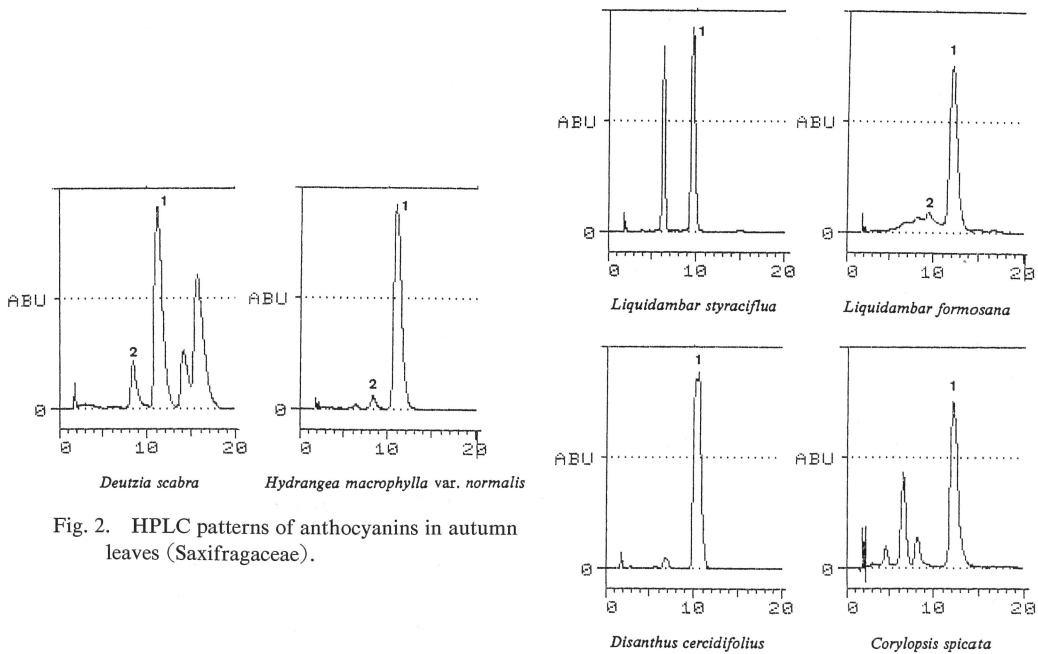 2
1
ABU
0
0 10 20
Deutzia scabra
2
1
ABU
0
0 10 20
Hydrangea macrophylla var. normalis
Fig. 2. HPLC patterns of anthocyanins in autumn
leaves (Saxifragaceae).
1
ABU
0
0 10 20
Liquidambar styraciflua
2
1
ABU
0
0 10 20
Liquidambar formosana
1
ABU
0
0 10 20
Disanthus cercidifolius
1
ABU
0
0 10 20
Corylopsis spicata